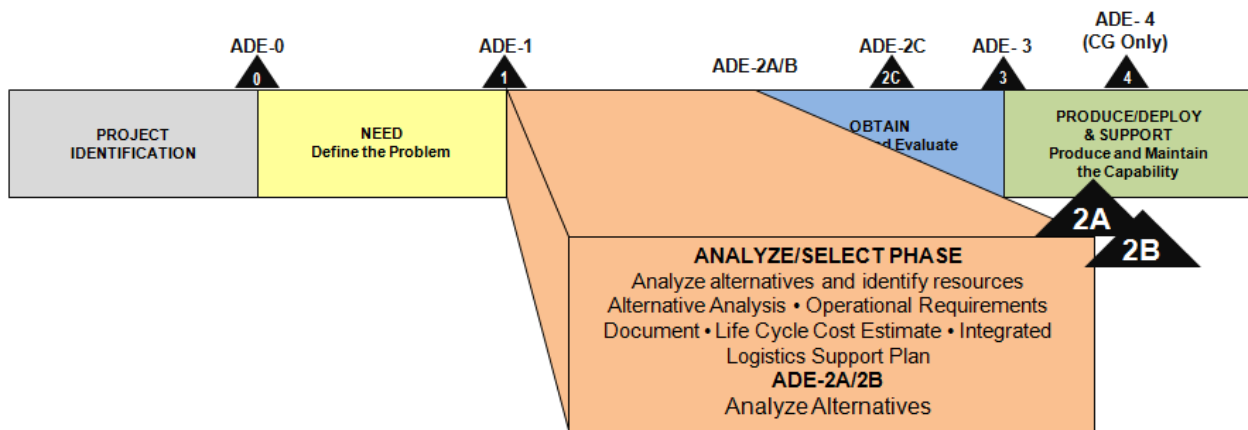 ADE-0
ADE-1
ADE-2A/B
ADE-2C
ADE- 3
ADE- 4
(CG Only)
0
1
2C
3
4
PROJECT
IDENTIFICATION
NEED
Define the Problem
OBTAIN
Evaluate
PRODUCE/DEPLOY
& SUPPORT
Produce and Maintain
the Capability
2A
2B
ANALYZE/SELECT PHASE
Analyze alternatives and identify resources
Alternative Analysis • Operational Requirements
Document • Life Cycle Cost Estimate • Integrated
Logistics Support Plan
ADE-2A/2B
Analyze Alternatives